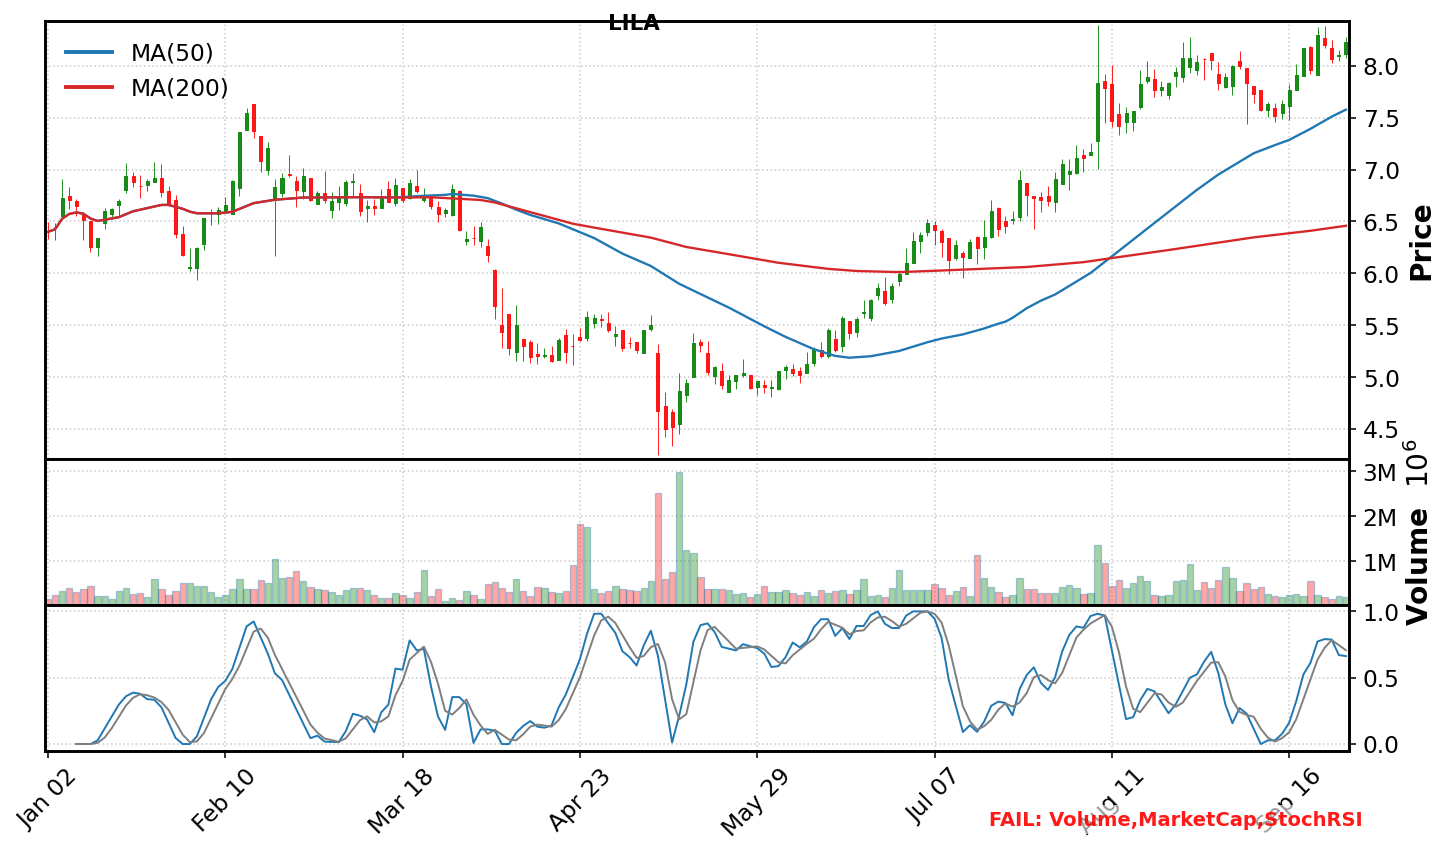 LILA
MA(50)
MA(200)
8.0
7.5
7.0
6.5
6.0
5.5
5.0
4.5
Price
3M
2M
1M
Volume 10^6
1.0
0.5
0.0
Jan 02
Feb 10
Mar 18
Apr 23
May 29
Jul 07
Aug 11
Sep 16
FAIL: Volume,MarketCap,StochRSI